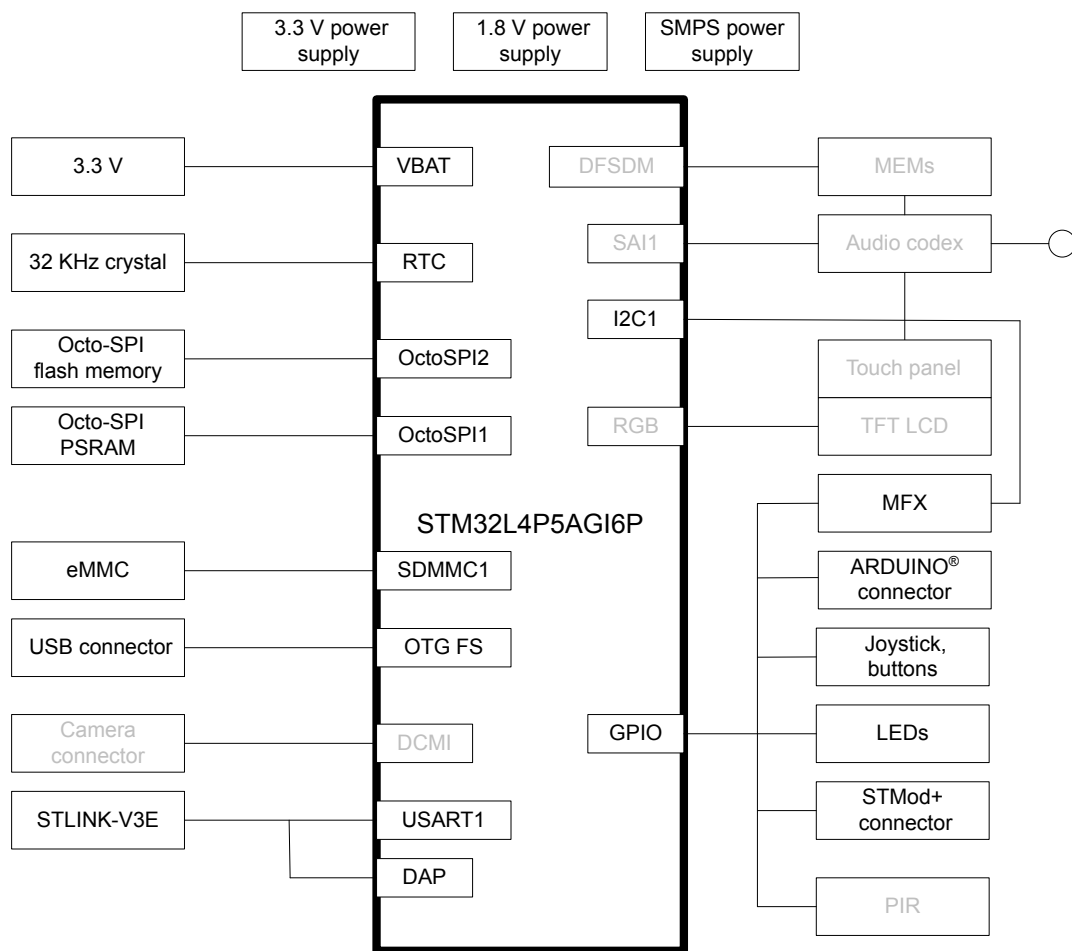 3.3 V power
supply
1.8 V power
supply
SMPS power
supply
3.3 V
VBAT
DFSDM
MEMs
32 KHz crystal
RTC
SAI1
Audio codex
I2C1
Octo-SPI
flash memory
OctoSPI2
Touch panel
Octo-SPI
PSRAM
OctoSPI1
RGB
TFT LCD
MFX
STM32L4P5AGI6P
eMMC
SDMMC1
ARDUINO®
connector
USB connector
OTG FS
Joystick,
buttons
Camera
connector
DCMI
GPIO
LEDs
STLINK-V3E
USART1
STMod+
connector
DAP
PIR